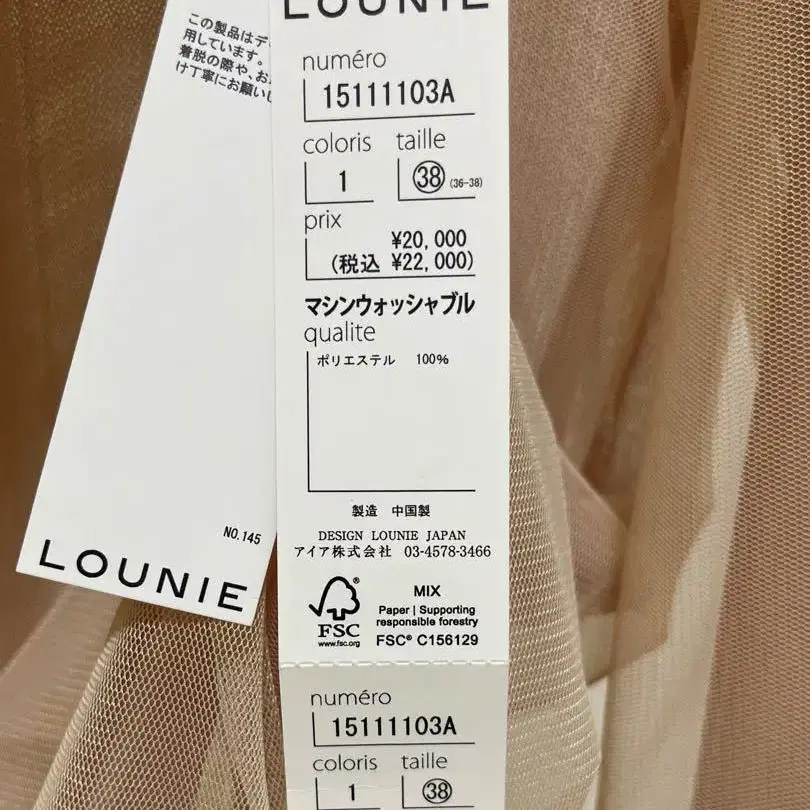 この製品はデ
用しています。
着脱の際や、お
け丁寧にお願いし
NO.145
LOUNIE
LOUNIE
numéro
15111103A
coloris taille
1 ㊳ (36-38)
prix
¥20,000
(税込 ¥22,000)
マシンウォッシャブル
qualite
ポリエステル 100%
製造 中国製
DESIGN LOUNIE JAPAN
アイア株式会社 03-4578-3466
FSC®
www.fsc.org
MIX
Paper | Supporting
responsible forestry
FSC® C156129
numéro
15111103A
coloris taille
1 ㊳